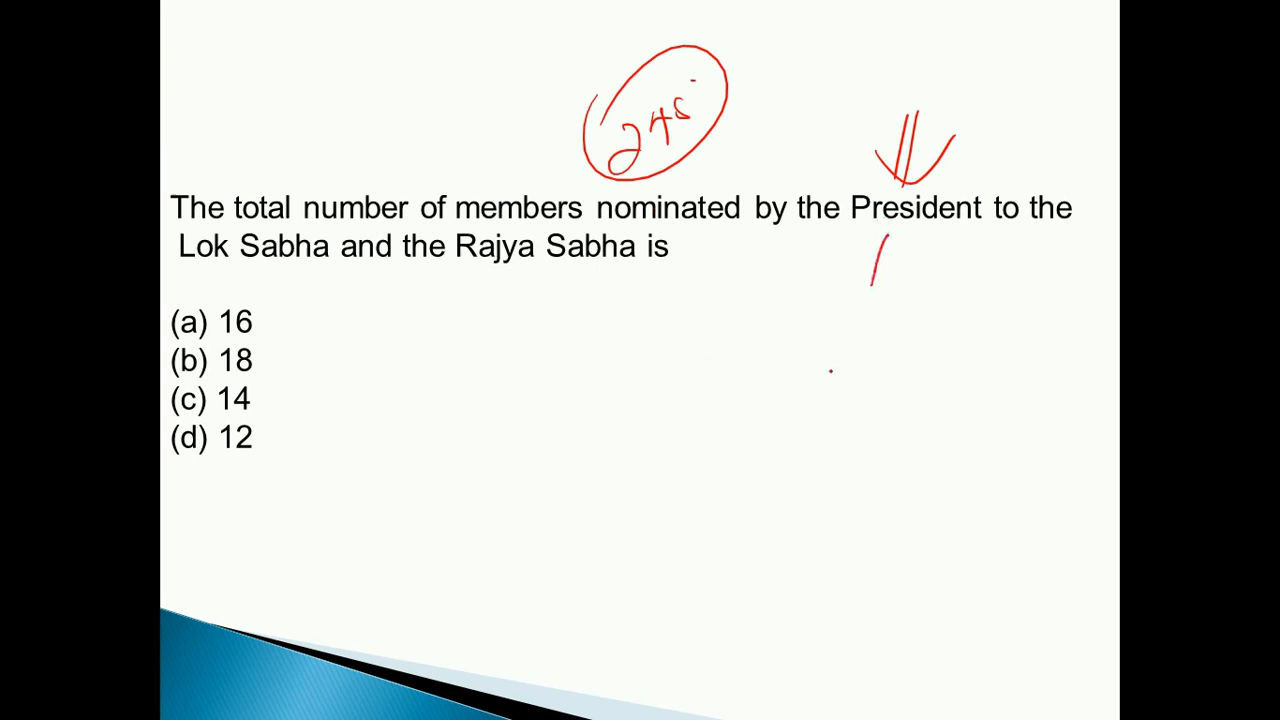 245
The total number of members nominated by the President to the
Lok Sabha and the Rajya Sabha is
(a) 16
(b) 18
(c) 14
(d) 12